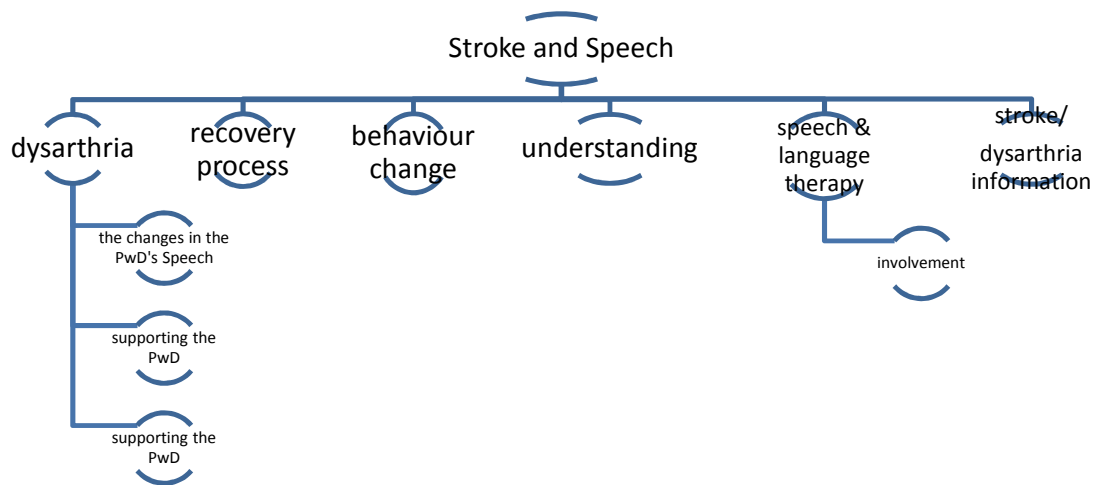 Stroke and Speech
dysarthria
recovery
process
behaviour
change
understanding
speech &
language
therapy
stroke/
dysarthria
information
the changes in the
PwD's Speech
supporting the
PwD
supporting the
PwD
involvement